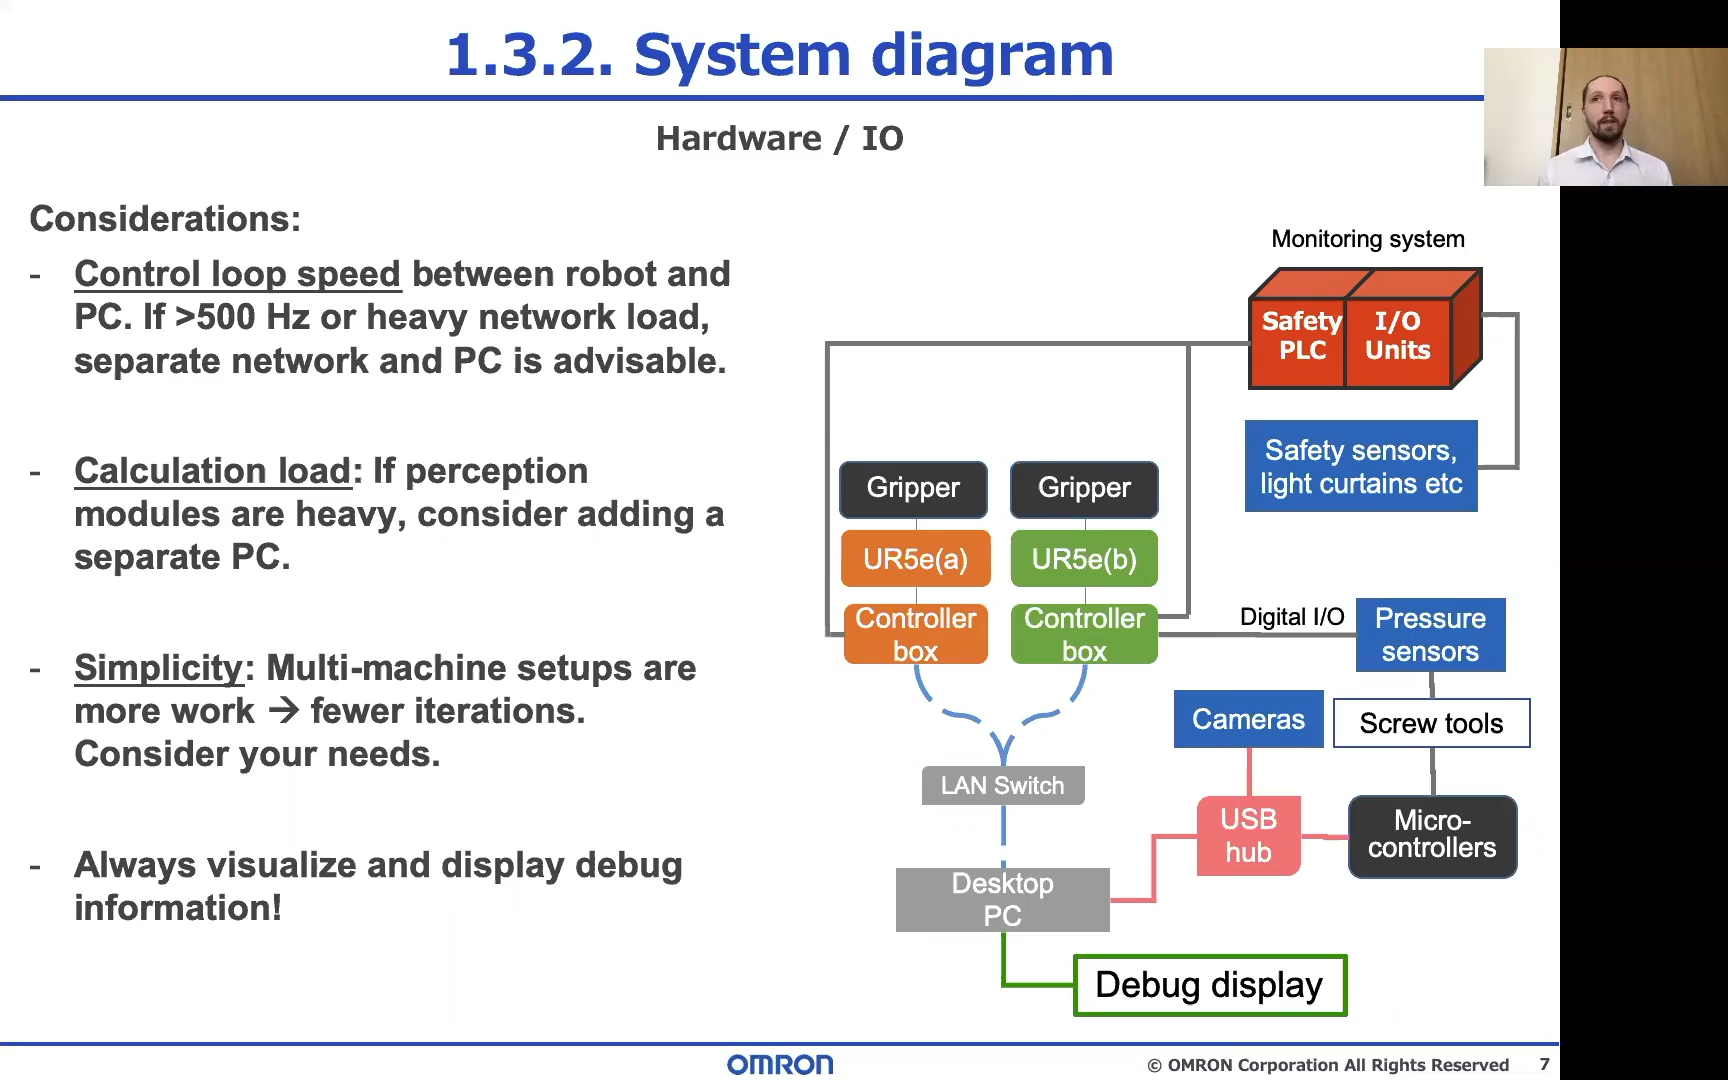 1.3.2. System diagram
Hardware / IO
Considerations:
- Control loop speed between robot and
PC. If >500 Hz or heavy network load,
separate network and PC is advisable.
- Calculation load: If perception
modules are heavy, consider adding a
separate PC.
- Simplicity: Multi-machine setups are
more work → fewer iterations.
Consider your needs.
- Always visualize and display debug
information!
Monitoring system
Safety
PLC
I/O
Units
Safety sensors,
light curtains etc
Gripper
Gripper
UR5e(a)
UR5e(b)
Controller
box
Controller
box
Digital I/O
Pressure
sensors
Cameras
Screw tools
LAN Switch
USB
hub
Micro-
controllers
Desktop
PC
Debug display
OMRON
© OMRON Corporation All Rights Reserved
7